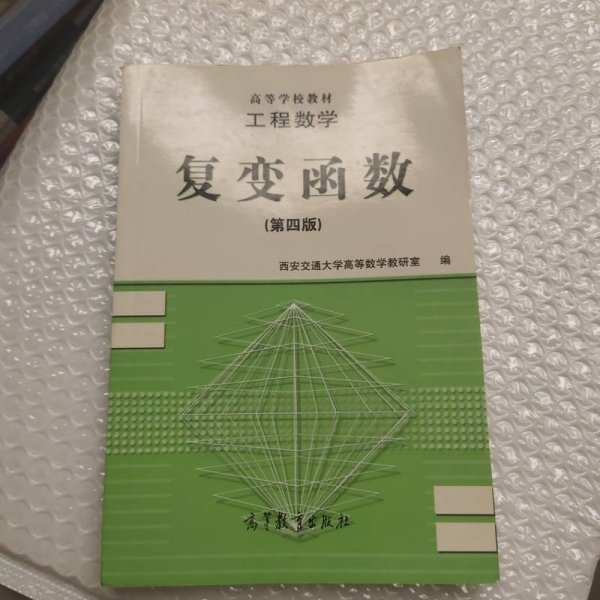 高等学校教材
工程数学
复变函数
(第四版)
西安交通大学高等数学教研室 编
高等教育出版社